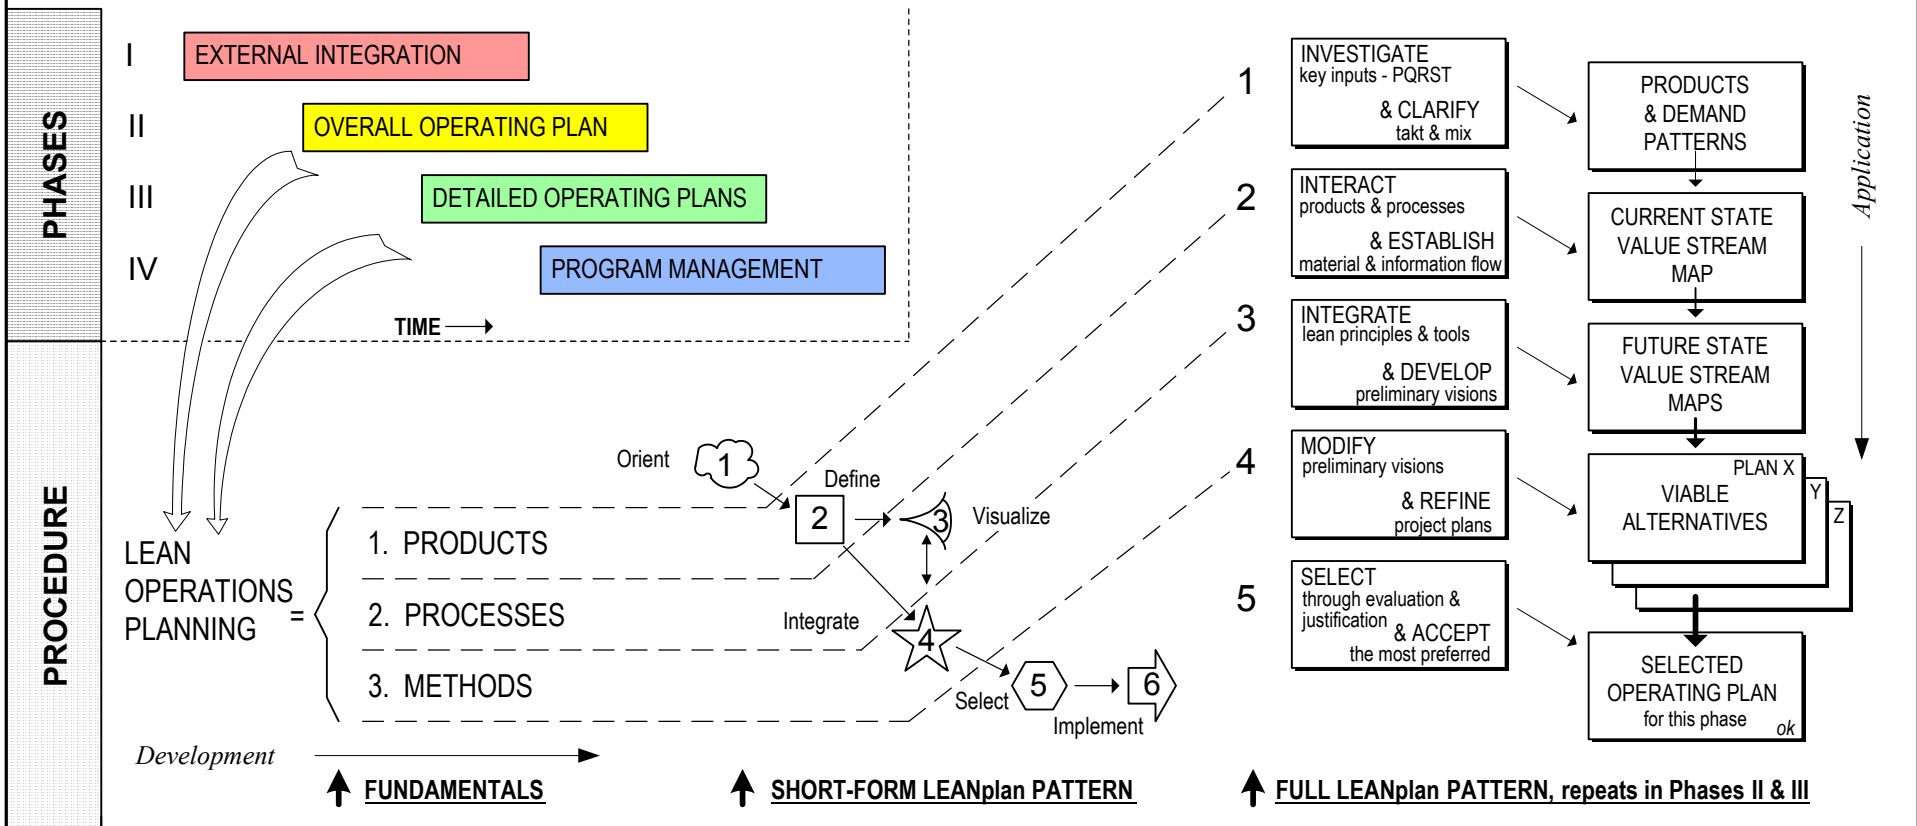 PHASES
I
EXTERNAL INTEGRATION
II
OVERALL OPERATING PLAN
III
DETAILED OPERATING PLANS
IV
PROGRAM MANAGEMENT
TIME
PROCEDURE
LEAN
OPERATIONS
PLANNING
=
1. PRODUCTS
2. PROCESSES
3. METHODS
Development
FUNDAMENTALS
Orient
1
Define
2
3
Visualize
Integrate
4
Select
5
Implement
6
SHORT-FORM LEANplan PATTERN
1
INVESTIGATE
key inputs - PQRST
& CLARIFY
takt & mix
2
INTERACT
products & processes
& ESTABLISH
material & information flow
3
INTEGRATE
lean principles & tools
& DEVELOP
preliminary visions
4
MODIFY
preliminary visions
& REFINE
project plans
5
SELECT
through evaluation &
justification
& ACCEPT
the most preferred
PRODUCTS
& DEMAND
PATTERNS
CURRENT STATE
VALUE STREAM
MAP
FUTURE STATE
VALUE STREAM
MAPS
PLAN X
VIABLE
ALTERNATIVES
Y
Z
SELECTED
OPERATING PLAN
for this phase
ok
Application
FULL LEANplan PATTERN, repeats in Phases II & III